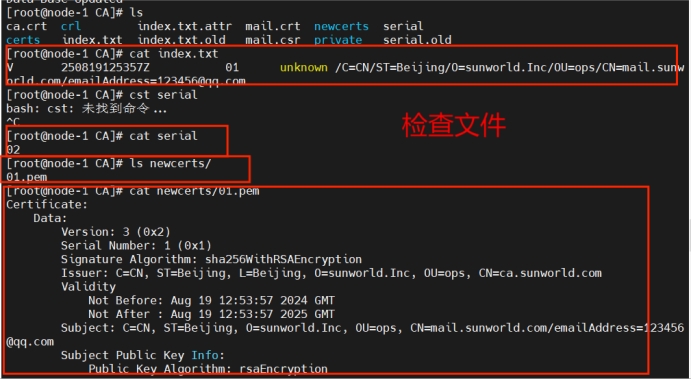 Data Base Updated
[root@node-1 CA]# ls
ca.crt crl index.txt.attr mail.crt newcerts serial
certs index.txt index.txt.old mail.csr private serial.old
[root@node-1 CA]# cat index.txt
V 250819125357Z 01 unknown /C=CN/ST=Beijing/O=sunworld.Inc/OU=ops/CN=mail.sunw
orld.com/emailAddress=123456@qq.com
[root@node-1 CA]# cst serial
bash: cst: 未找到命令...
^C
检查文件
[root@node-1 CA]# cat serial
02
[root@node-1 CA]# ls newcerts/
01.pem
[root@node-1 CA]# cat newcerts/01.pem
Certificate:
Data:
Version: 3 (0x2)
Serial Number: 1 (0x1)
Signature Algorithm: sha256WithRSAEncryption
Issuer: C=CN, ST=Beijing, L=Beijing, O=sunworld.Inc, OU=ops, CN=ca.sunworld.com
Validity
Not Before: Aug 19 12:53:57 2024 GMT
Not After : Aug 19 12:53:57 2025 GMT
Subject: C=CN, ST=Beijing, O=sunworld.Inc, OU=ops, CN=mail.sunworld.com/emailAddress=123456
@qq.com
Subject Public Key Info:
Public Key Algorithm: rsaEncryption